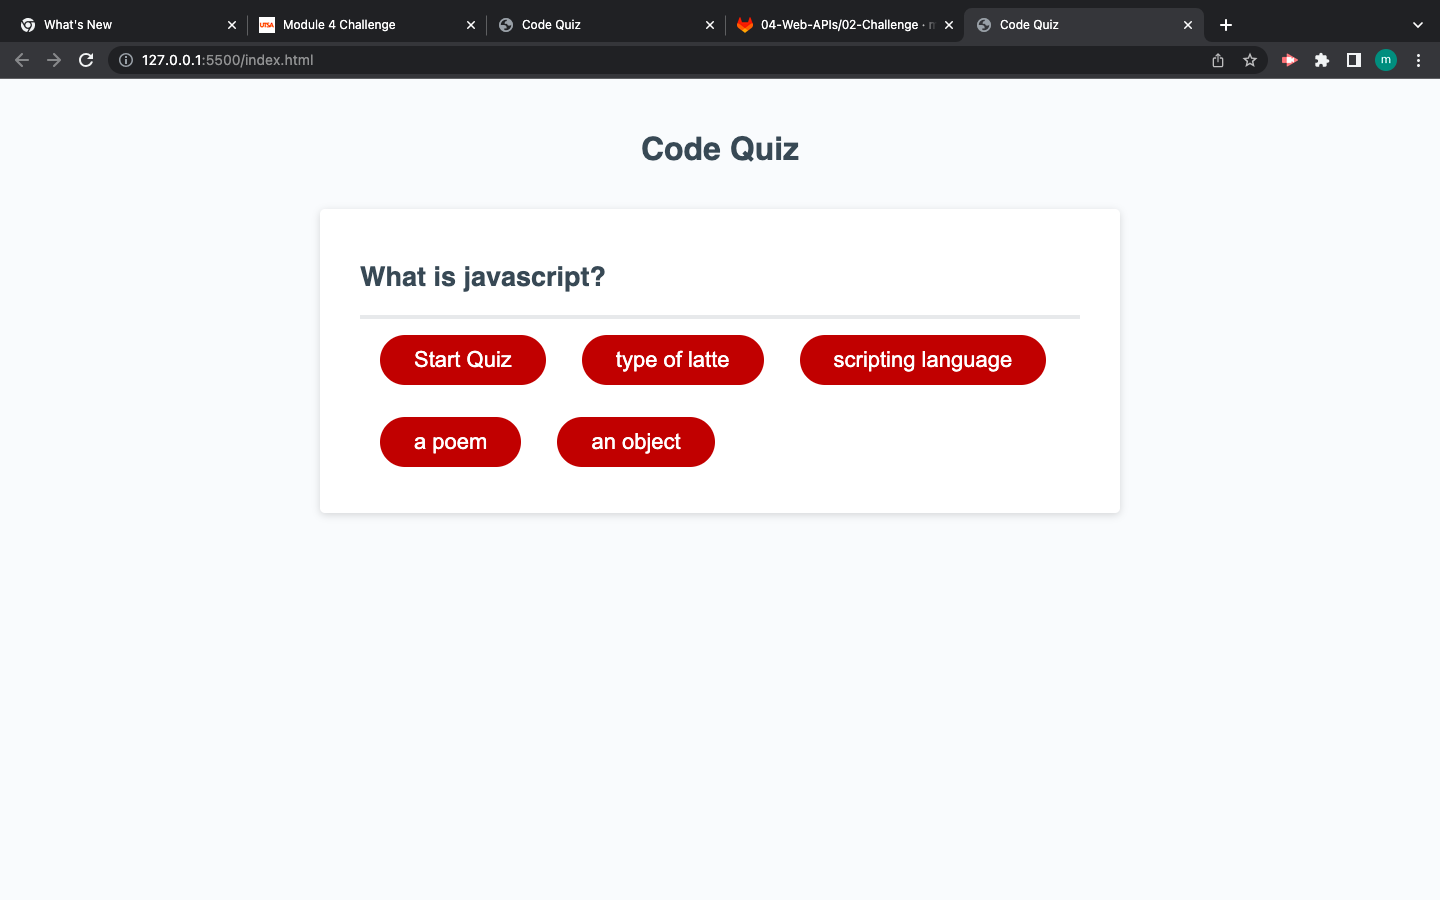 What's New
Module 4 Challenge
Code Quiz
04-Web-APIs/02-Challenge ·
Code Quiz
127.0.0.1:5500/index.html
m
Code Quiz
What is javascript?
Start Quiz
type of latte
scripting language
a poem
an object